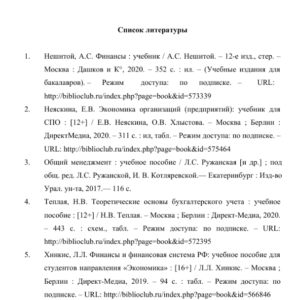 Список литературы
1. Нешитой, А.С. Финансы : учебник / А.С. Нешитой. – 12-е изд., стер. –
Москва : Дашков и К°, 2020. – 352 с. : ил. – (Учебные издания для
бакалавров). – Режим доступа: по подписке. – URL:
http://biblioclub.ru/index.php?page=book&id=573339
2. Неяскина, Е.В. Экономика организаций (предприятий): учебник для
СПО : [12+] / Е.В. Неяскина, О.В. Хлыстова. – Москва ; Берлин :
ДиректМедиа, 2020. – 311 с. : ил, табл. – Режим доступа: по подписке. –
URL: http://biblioclub.ru/index.php?page=book&id=575464
3. Общий менеджмент : учебное пособие / Л.С. Ружанская [и др.] ; под
общ. ред. Л.С. Ружанской, И. В. Котляревской.— Екатеринбург : Изд-во
Урал. ун-та, 2017.— 116 с.
4. Теплая, Н.В. Теоретические основы бухгалтерского учета : учебное
пособие : [12+] / Н.В. Теплая. – Москва ; Берлин : Директ-Медиа, 2020.
– 443 с. : схем., табл. – Режим доступа: по подписке. – URL:
http://biblioclub.ru/index.php?page=book&id=572395
5. Хинкис, Л.Л. Финансы и финансовая система РФ: учебное пособие для
студентов направления «Экономика» : [16+] / Л.Л. Хинкис. – Москва ;
Берлин : Директ-Медиа, 2019. – 94 с. : табл. – Режим доступа: по
подписке. – URL: http://biblioclub.ru/index.php?page=book&id=566846